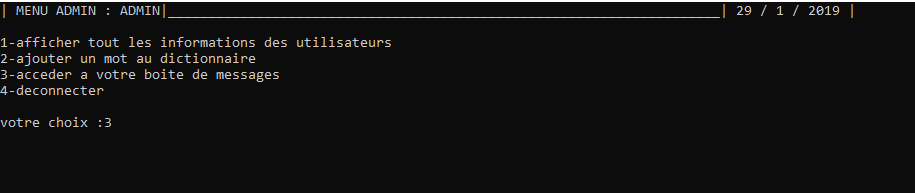 | MENU ADMIN : ADMIN|_____________________________________________________________________| 29 / 1 / 2019 |
1-afficher tout les informations des utilisateurs
2-ajouter un mot au dictionnaire
3-acceder a votre boite de messages
4-deconnecter
votre choix :3